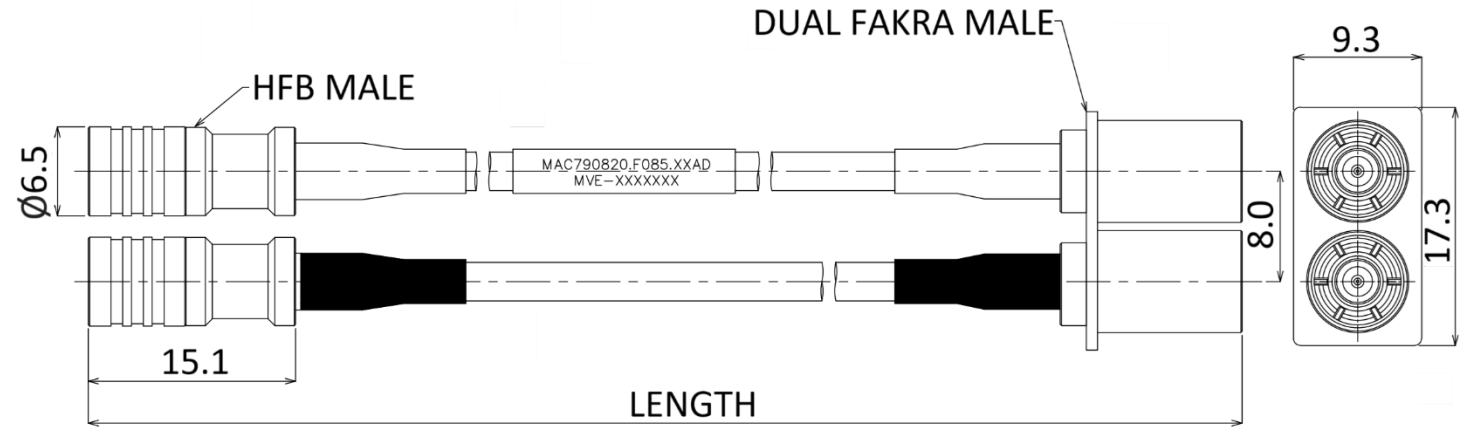 DUAL FAKRA MALE
9.3
HFB MALE
Ø6.5
MAC790820.F085.XXAD
MVE-XXXXXXX
8.0
17.3
15.1
LENGTH